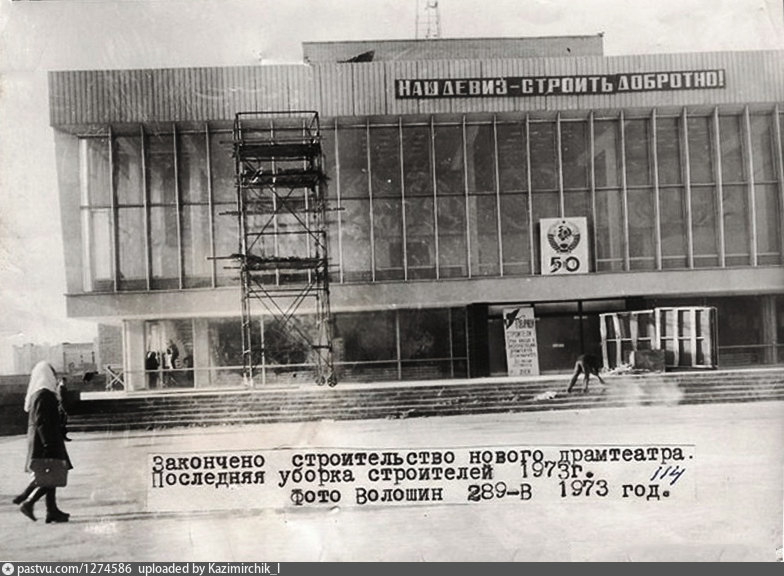 НАШ ДЕВИЗ-СТРОИТЬ ДОБРОТНО!
50
СТРОИТЕЛИ
Закончено строительство нового драмтеатра.
Последняя уборка строителей 1973г. 114
Фото Волошин 289-В 1973 год.
pastvu.com/1274586 uploaded by Kazimirchik_I